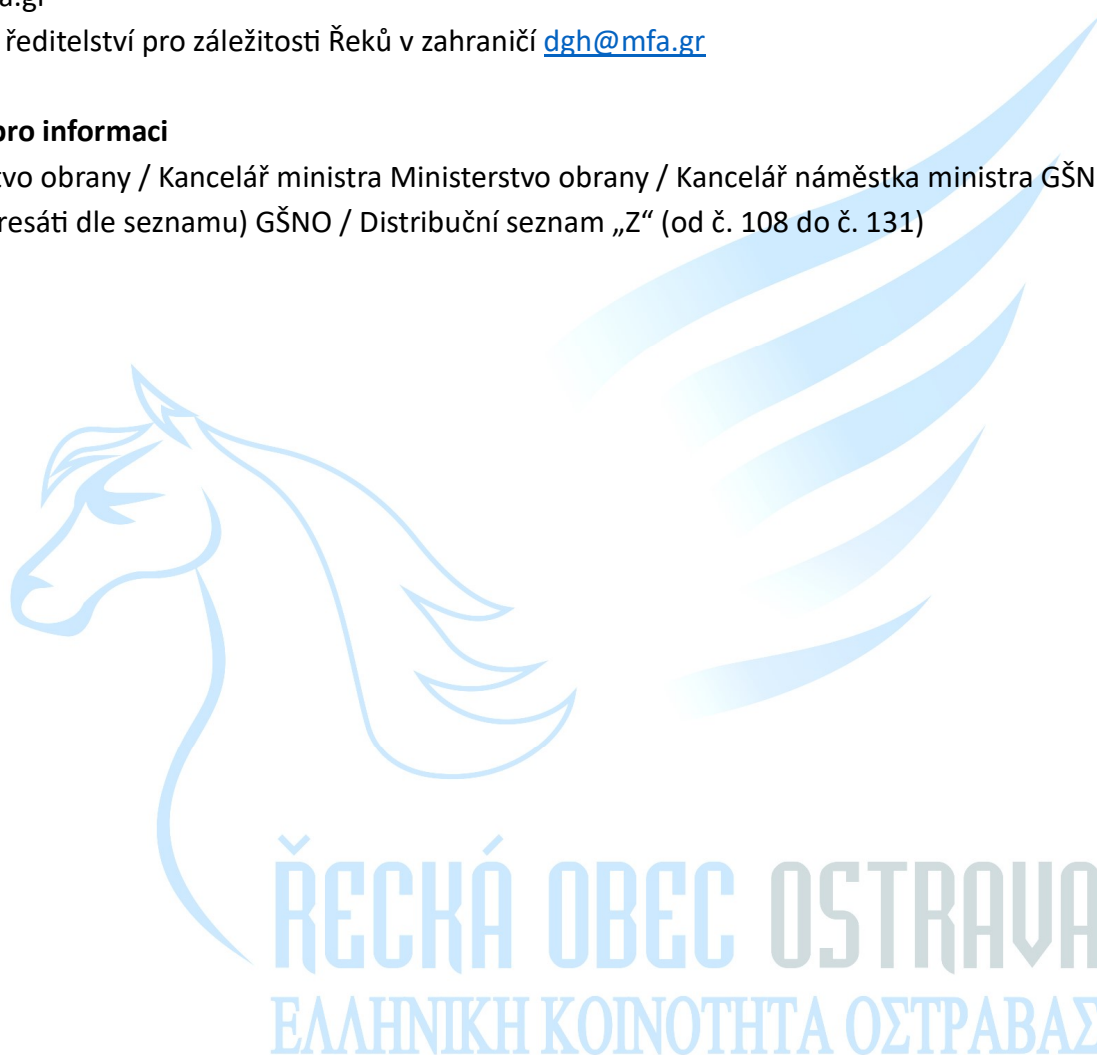 a.gr
ředitelství pro záležitosti Řeků v zahraničí dgh@mfa.gr
pro informaci
tvo obrany / Kancelář ministra Ministerstvo obrany / Kancelář náměstka ministra GŠN
resáti dle seznamu) GŠNO / Distribuční seznam „Z“ (od č. 108 do č. 131)
ŘECKÁ OBEC OSTRAVA
ΕΛΛΗΝΙΚΗ ΚΟΙΝΟΤΗΤΑ ΟΣΤΡΑΒΑΣ